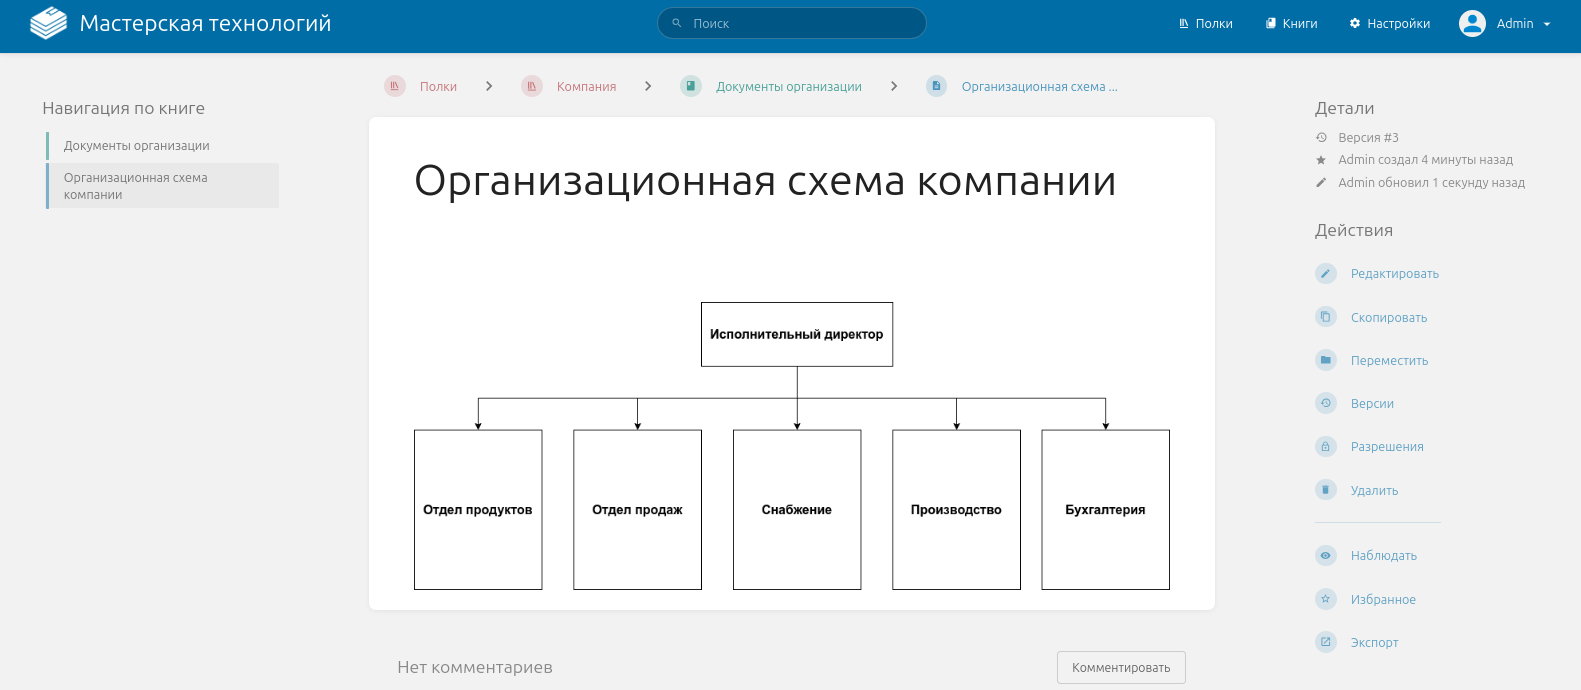 Мастерская технологий
Поиск
Полки
Книги
Настройки
Admin
Полки
Компания
Документы организации
Организационная схема ...
Навигация по книге
Документы организации
Организационная схема
компании
Организационная схема компании
Исполнительный директор
Отдел продуктов
Отдел продаж
Снабжение
Производство
Бухгалтерия
Нет комментариев
Комментировать
Детали
Версия #3
Admin создал 4 минуты назад
Admin обновил 1 секунду назад
Действия
Редактировать
Скопировать
Переместить
Версии
Разрешения
Удалить
Наблюдать
Избранное
Экспорт